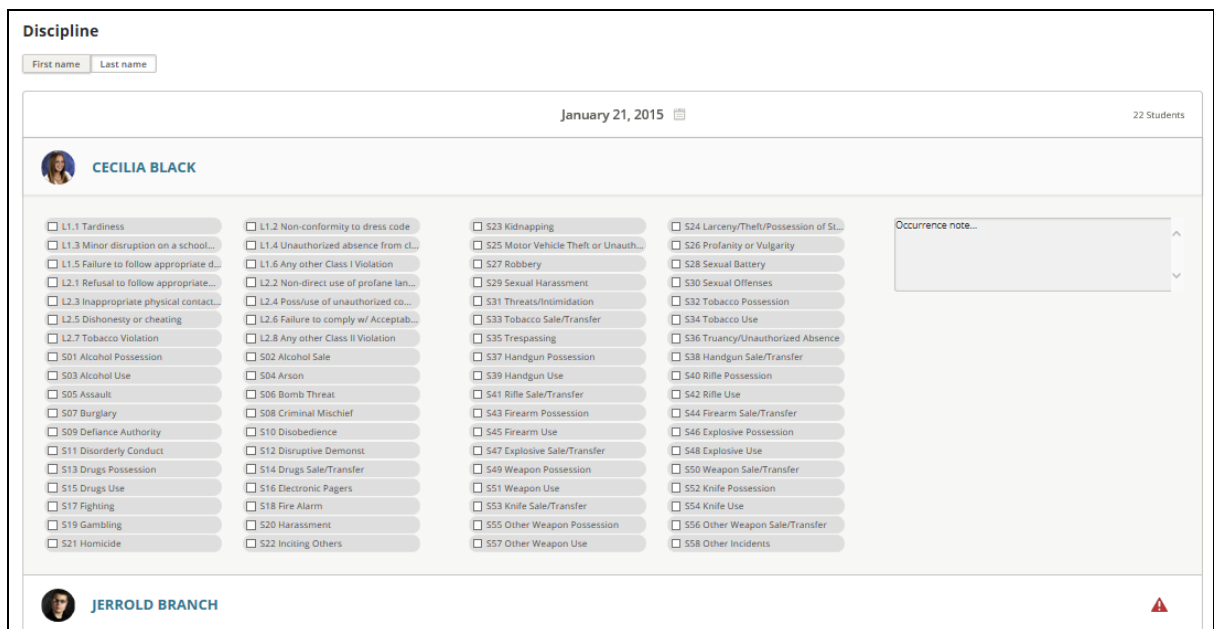 Discipline
First name Last name
January 21, 2015 22 Students
CECILIA BLACK
L1.1 Tardiness L1.2 Non-conformity to dress code S23 Kidnapping S24 Larceny/Theft/Possession of St... Occurrence note...
L1.3 Minor disruption on a school... L1.4 Unauthorized absence from cl... S25 Motor Vehicle Theft or Unauth... S26 Profanity or Vulgarity
L1.5 Failure to follow appropriate d... L1.6 Any other Class I Violation S27 Robbery S28 Sexual Battery
L2.1 Refusal to follow appropriate... L2.2 Non-direct use of profane lan... S29 Sexual Harassment S30 Sexual Offenses
L2.3 Inappropriate physical contact... L2.4 Poss/use of unauthorized co... S31 Threats/Intimidation S32 Tobacco Possession
L2.5 Dishonesty or cheating L2.6 Failure to comply w/ Acceptab... S33 Tobacco Sale/Transfer S34 Tobacco Use
L2.7 Tobacco Violation L2.8 Any other Class II Violation S35 Trespassing S36 Truancy/Unauthorized Absence
S01 Alcohol Possession S02 Alcohol Sale S37 Handgun Possession S38 Handgun Sale/Transfer
S03 Alcohol Use S04 Arson S39 Handgun Use S40 Rifle Possession
S05 Assault S06 Bomb Threat S41 Rifle Sale/Transfer S42 Rifle Use
S07 Burglary S08 Criminal Mischief S43 Firearm Possession S44 Firearm Sale/Transfer
S09 Defiance Authority S10 Disobedience S45 Firearm Use S46 Explosive Possession
S11 Disorderly Conduct S12 Disruptive Demonst S47 Explosive Sale/Transfer S48 Explosive Use
S13 Drugs Possession S14 Drugs Sale/Transfer S49 Weapon Possession S50 Weapon Sale/Transfer
S15 Drugs Use S16 Electronic Pagers S51 Weapon Use S52 Knife Possession
S17 Fighting S18 Fire Alarm S53 Knife Sale/Transfer S54 Knife Use
S19 Gambling S20 Harassment S55 Other Weapon Possession S56 Other Weapon Sale/Transfer
S21 Homicide S22 Inciting Others S57 Other Weapon Use S58 Other Incidents
JERROLD BRANCH